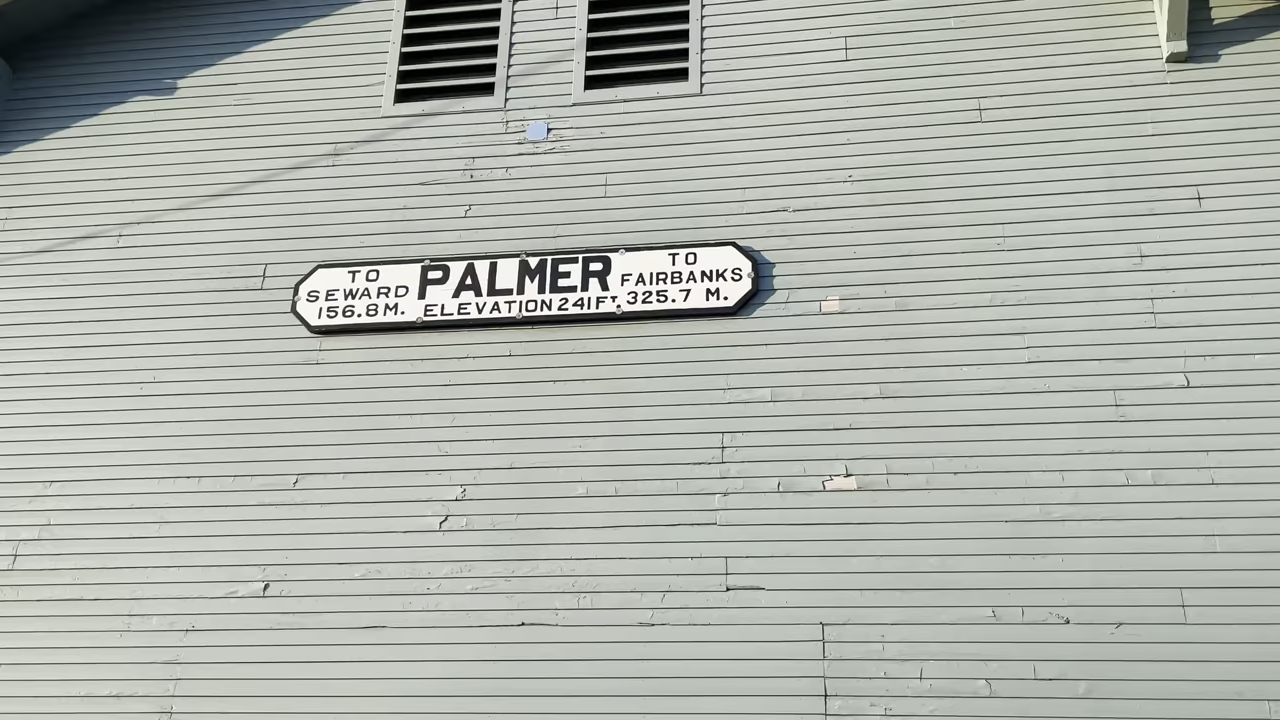 TO SEWARD 156.8M.
PALMER
ELEVATION 241FT.
TO FAIRBANKS 325.7 M.